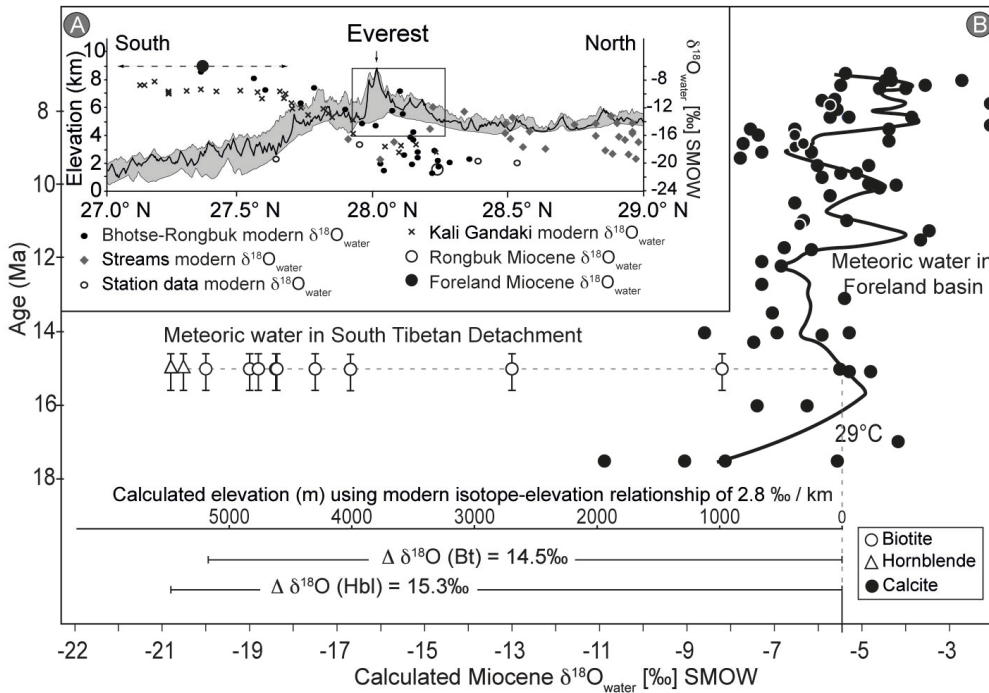 A
South
Everest
North
B
Elevation (km)
10
9
8
7
6
5
4
3
2
1
0
δ18Owater [‰] SMOW
-8
-12
-16
-20
-24
27.0° N 27.5° N 28.0° N 28.5° N 29.0° N
Bhotse-Rongbuk modern δ18Owater
Kali Gandaki modern δ18Owater
Streams modern δ18Owater
Rongbuk Miocene δ18Owater
Station data modern δ18Owater
Foreland Miocene δ18Owater
Age (Ma)
8
10
12
14
16
18
Meteoric water in
Foreland basin
Meteoric water in South Tibetan Detachment
29°C
Calculated elevation (m) using modern isotope-elevation relationship of 2.8 ‰ / km
5000 4000 3000 2000 1000 0
Δ δ18O (Bt) = 14.5‰
Δ δ18O (Hbl) = 15.3‰
Biotite
Hornblende
Calcite
-22 -21 -19 -17 -15 -13 -11 -9 -7 -5 -3
Calculated Miocene δ18Owater [‰] SMOW